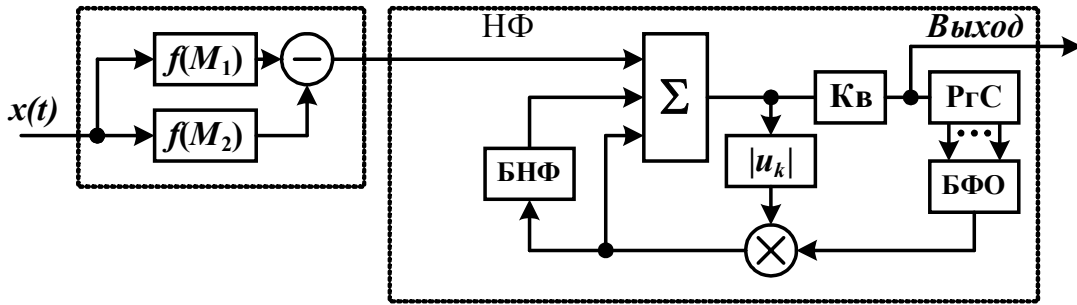 x(t)
f(M₁)
f(M₂)
−
НФ
Σ
БНФ
|uₖ|
×
Кв
Выход
РгС
БФО